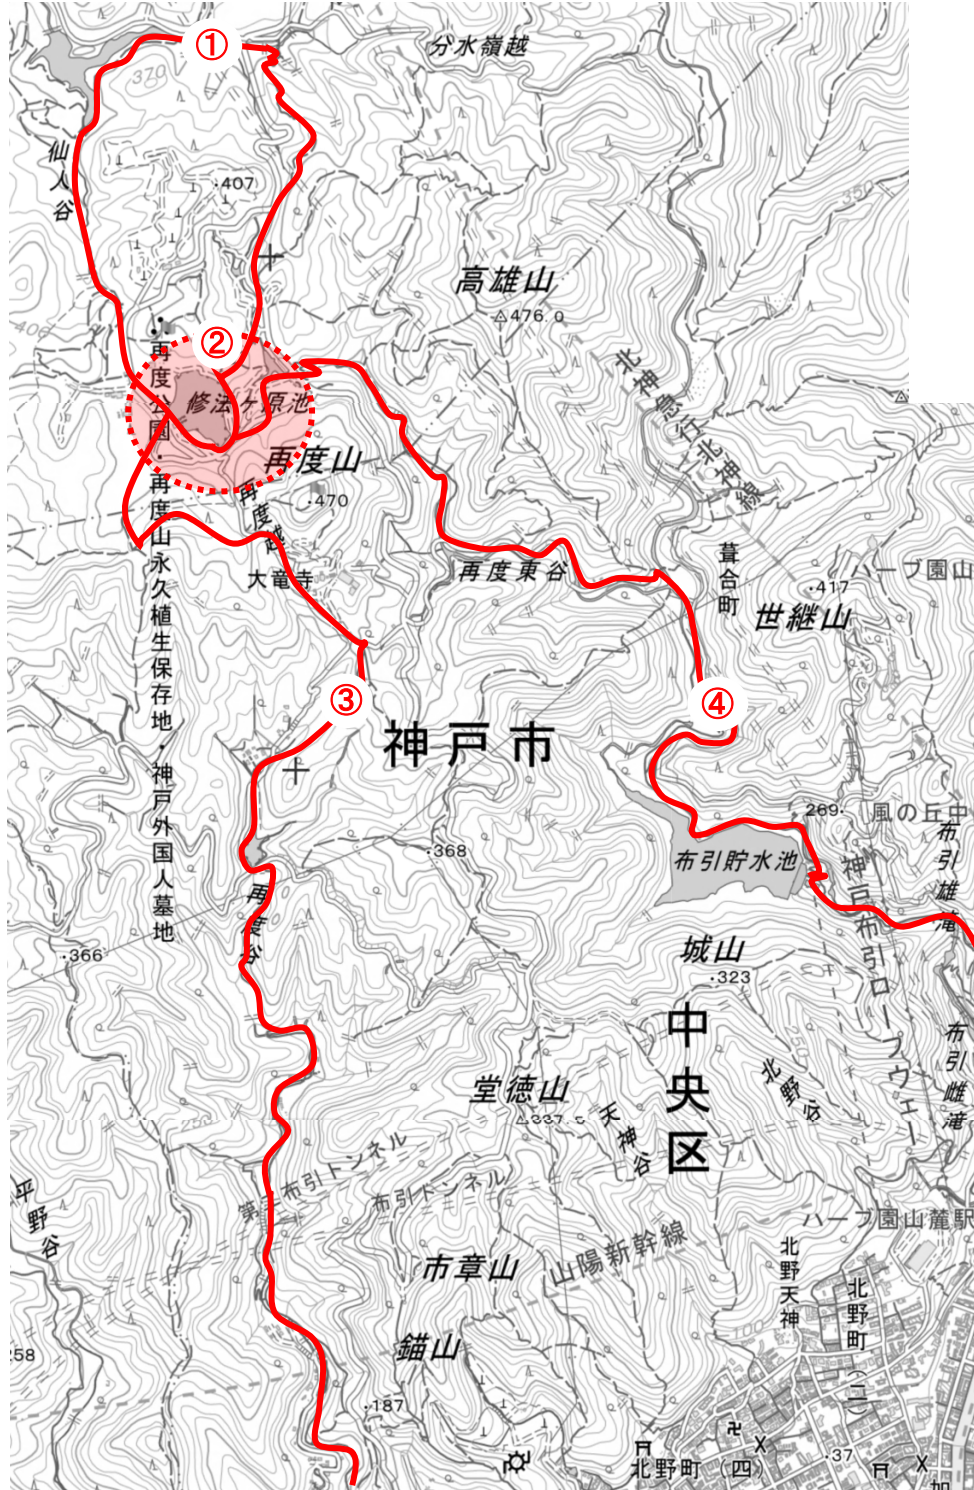 ①
分水嶺越
370
仙人谷
407
高雄山
476.0
②
再度公園・再度山永久植生保存地・神戸外国人墓地
修法ヶ原池
北神急行北神線
再度山
470
再度越
大竜寺
再度東谷
葺合町
ハーブ園山
417
世継山
③
④
神戸市
269
風の丘中
布引雄滝
368
布引貯水池
神戸布引ロープウェー
再度谷
366
城山
323
中央区
布引雌滝
北野谷
堂徳山
337.5
天神谷
第二布引トンネル
布引トンネル
平野谷
ハーブ園山麓駅
山陽新幹線
北野天神
市章山
北野町(二)
錨山
58
187
37
北野町(四)
加